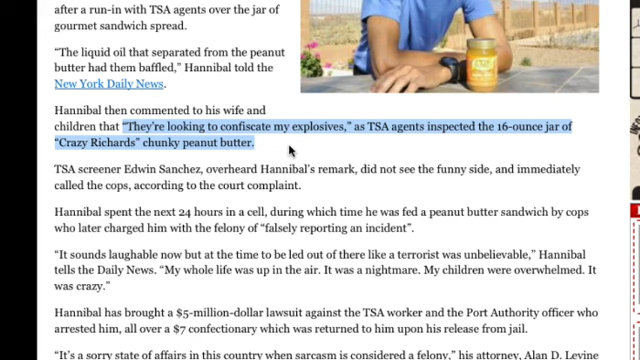 after a run-in with TSA agents over the jar of
gourmet sandwich spread.
“The liquid oil that separated from the peanut
butter had them baffled,” Hannibal told the
New York Daily News.
Hannibal then commented to his wife and
children that “They’re looking to confiscate my explosives,” as TSA agents inspected the 16-ounce jar of
“Crazy Richards” chunky peanut butter.
TSA screener Edwin Sanchez, overheard Hannibal’s remark, did not see the funny side, and immediately
called the cops, according to the court complaint.
Hannibal spent the next 24 hours in a cell, during which time he was fed a peanut butter sandwich by cops
who later charged him with the felony of “falsely reporting an incident”.
“It sounds laughable now but at the time to be led out of there like a terrorist was unbelievable,” Hannibal
tells the Daily News. “My whole life was up in the air. It was a nightmare. My children were overwhelmed. It
was crazy.”
Hannibal has brought a $5-million-dollar lawsuit against the TSA worker and the Port Authority officer who
arrested him, all over a $7 confectionary which was returned to him upon his release from jail.
“It’s a sorry state of affairs in this country when sarcasm is considered a felony,” his attorney, Alan D. Levine